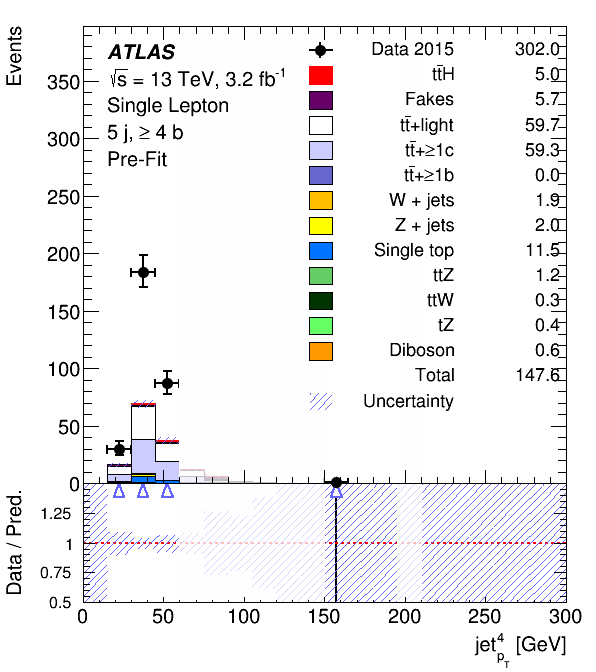 Events
ATLAS
√s = 13 TeV, 3.2 fb⁻¹
Single Lepton
5 j, ≥ 4 b
Pre-Fit
Data 2015 302.0
tt̄H 5.0
Fakes 5.7
tt̄+light 59.7
tt̄+≥1c 59.3
tt̄+≥1b 0.0
W + jets 1.9
Z + jets 2.0
Single top 11.5
ttZ 1.2
ttW 0.3
tZ 0.4
Diboson 0.6
Total 147.6
Uncertainty
350
300
250
200
150
100
50
0
Data / Pred.
1.25
1
0.75
0.5
0 50 100 150 200 250 300
jet⁴_{p_T} [GeV]